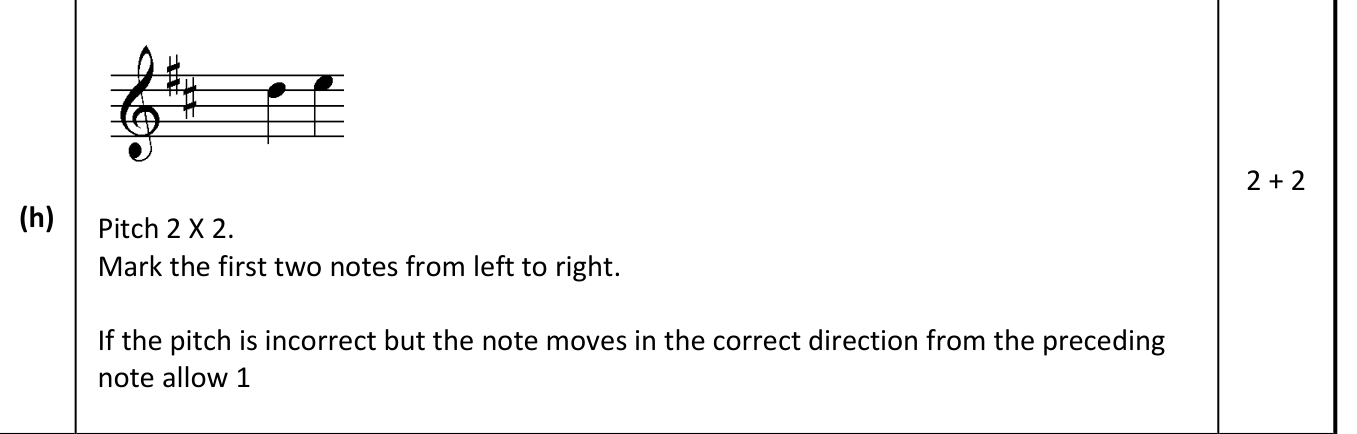 2 + 2
(h)
Pitch 2 X 2.
Mark the first two notes from left to right.
If the pitch is incorrect but the note moves in the correct direction from the preceding
note allow 1